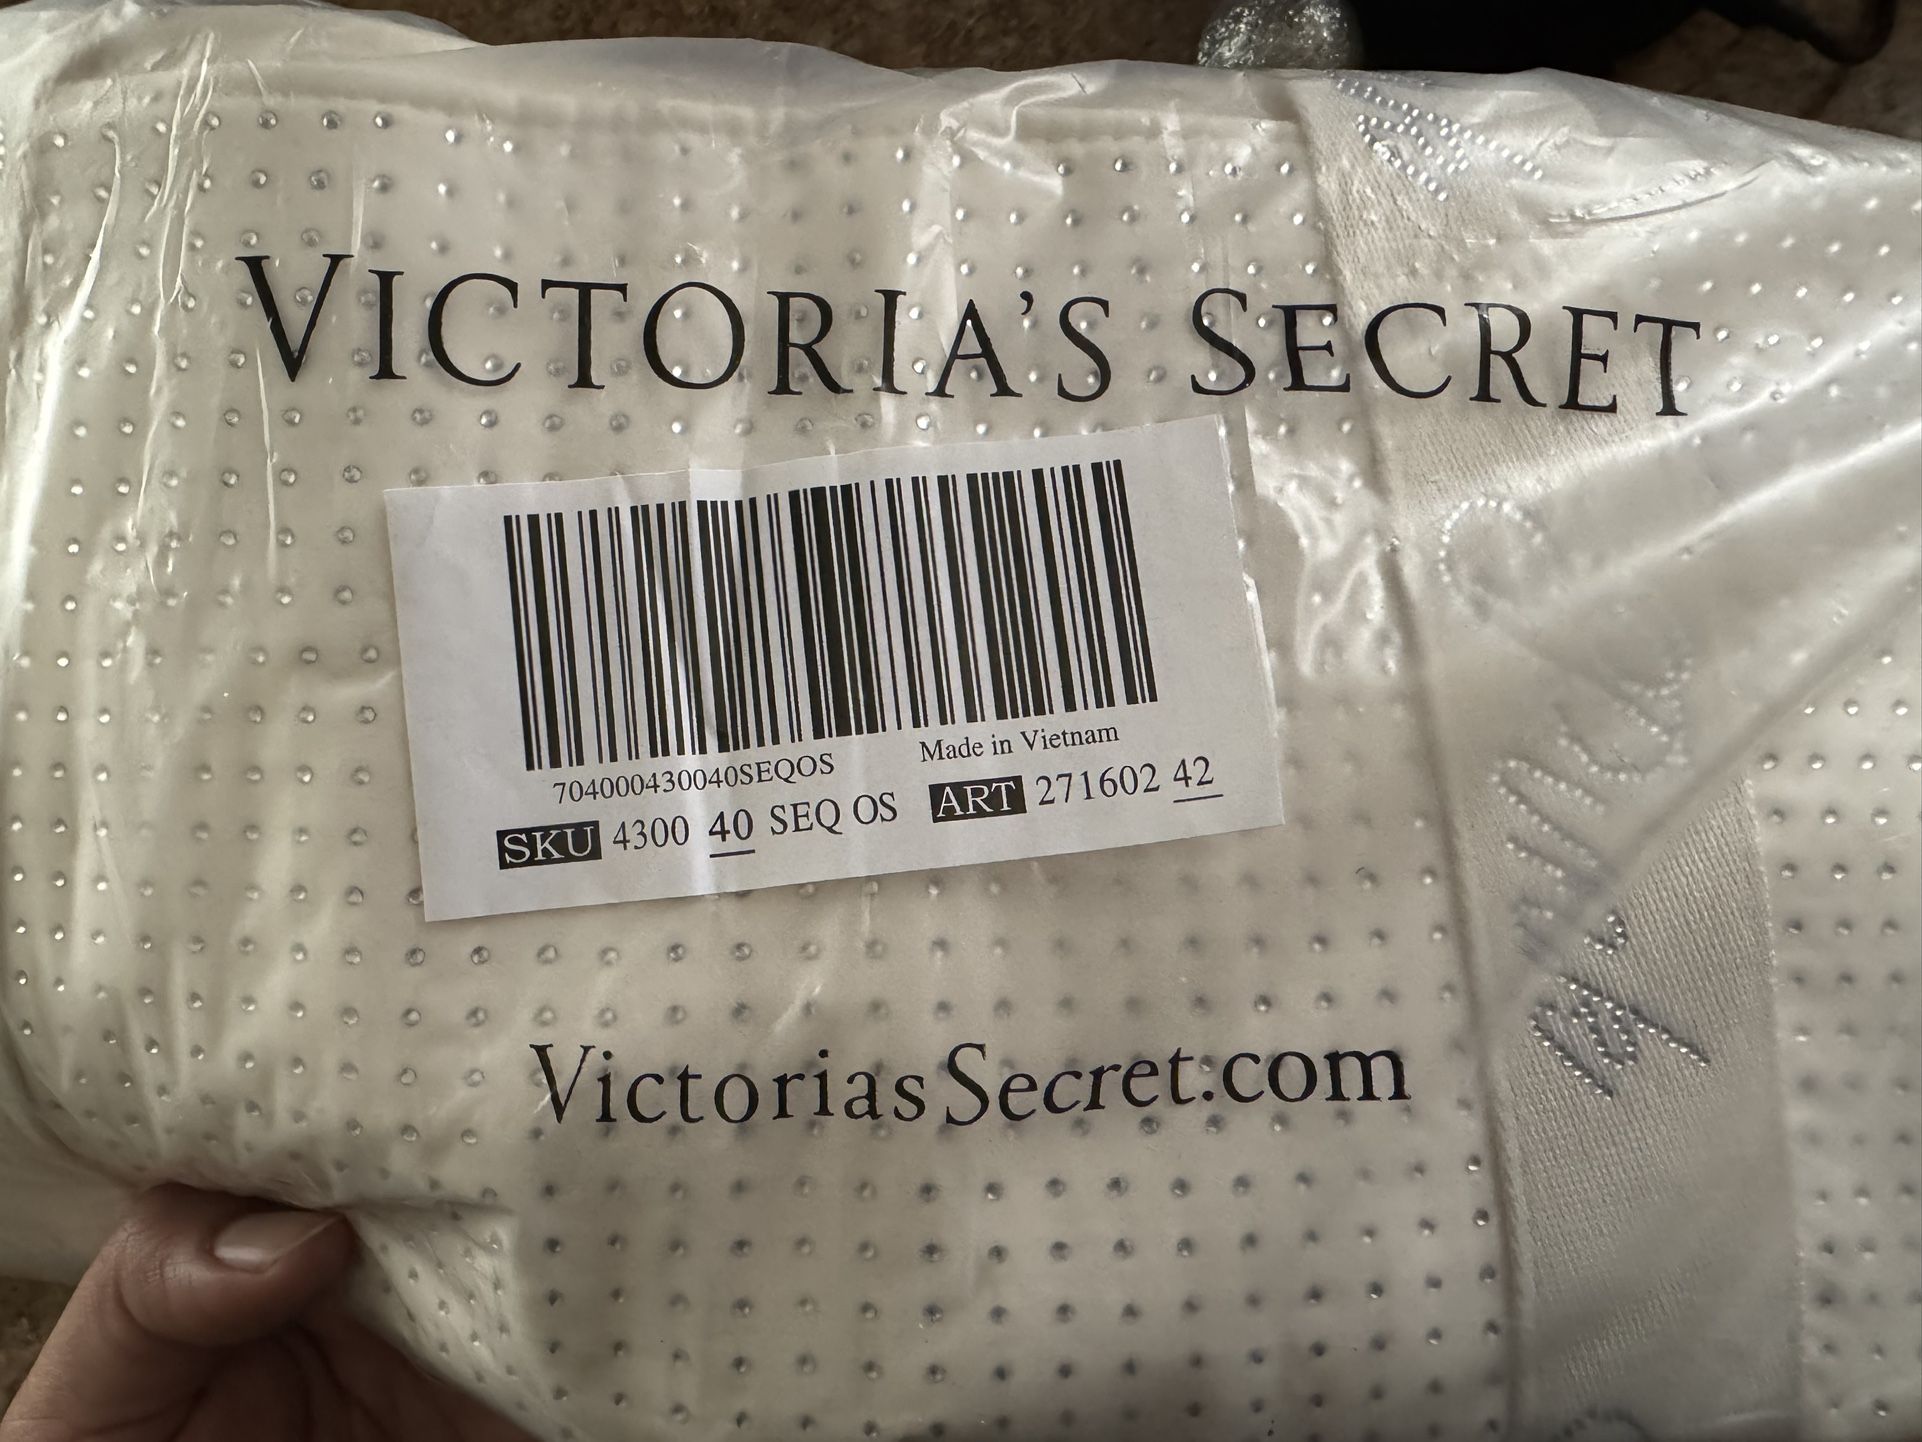 VICTORIA'S SECRET
704000430040SEQOS Made in Vietnam
SKU 4300 40 SEQ OS ART 271602 42
VictoriasSecret.com